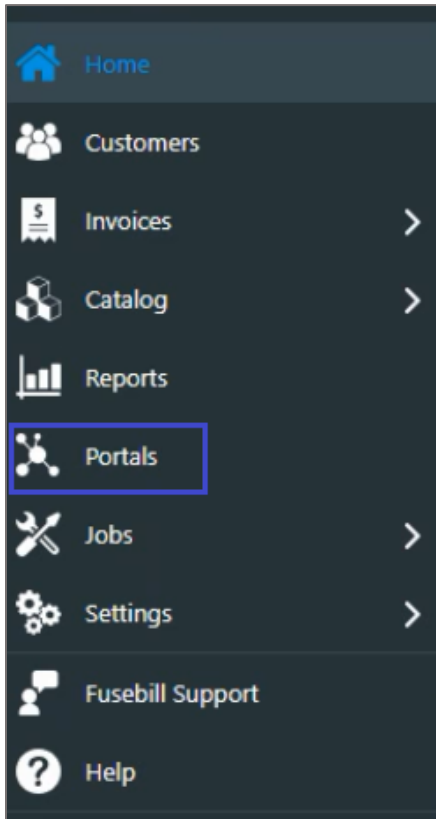 Home
Customers
$
Invoices
Catalog
Reports
Portals
Jobs
Settings
Fusebill Support
?
Help